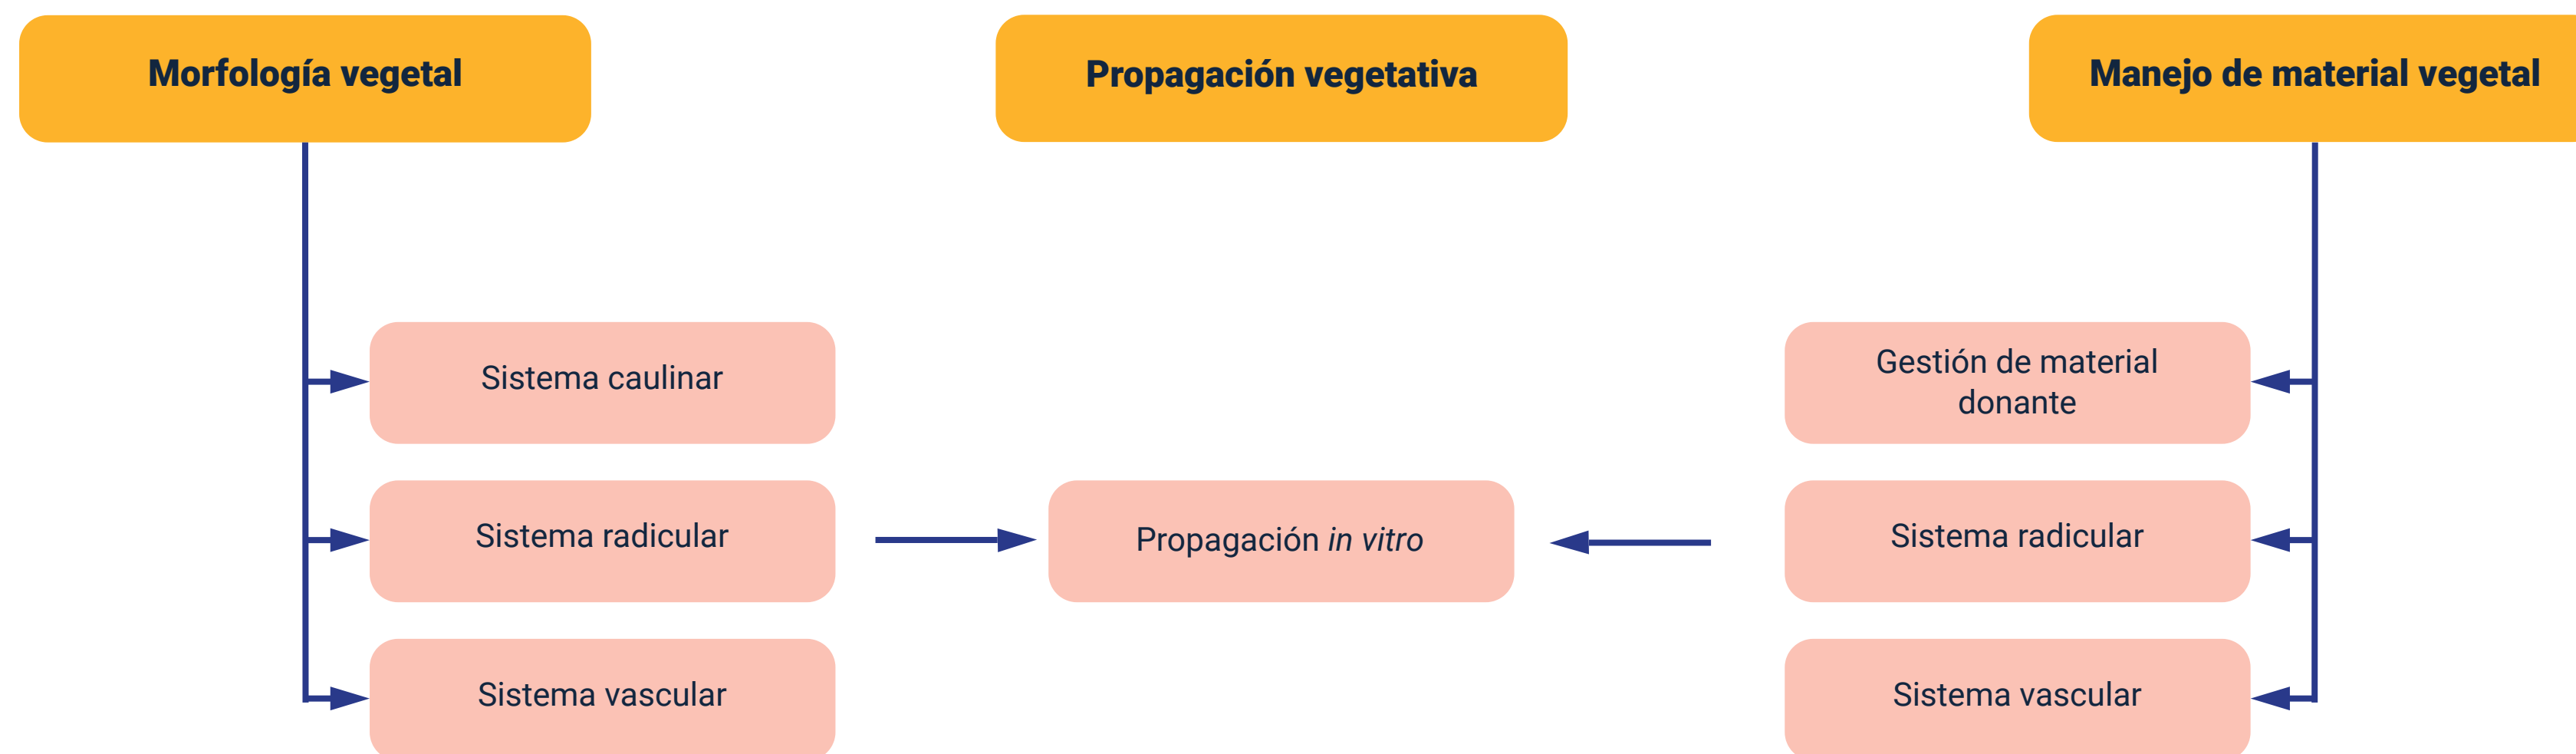 Morfología vegetal
Propagación vegetativa
Manejo de material vegetal
Sistema caulinar
Gestión de material
donante
Sistema radicular
Propagación in vitro
Sistema radicular
Sistema vascular
Sistema vascular